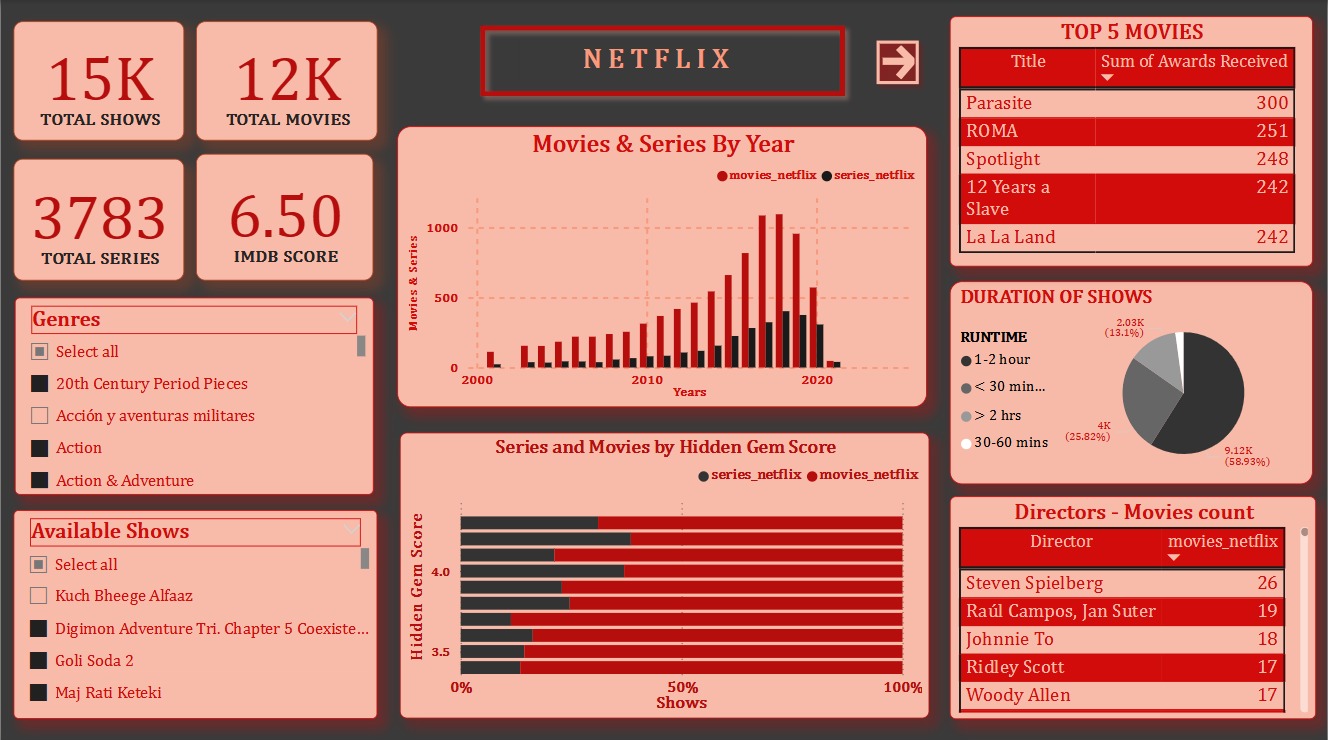 15K
TOTAL SHOWS
12K
TOTAL MOVIES
3783
TOTAL SERIES
6.50
IMDB SCORE
Genres
Select all
20th Century Period Pieces
Acción y aventuras militares
Action
Action & Adventure
Available Shows
Select all
Kuch Bheege Alfaaz
Digimon Adventure Tri. Chapter 5 Coexiste...
Goli Soda 2
Maj Rati Keteki
NETFLIX
Movies & Series By Year
movies_netflix series_netflix
Movies & Series
1000
500
0
2000 2010 2020
Years
Series and Movies by Hidden Gem Score
series_netflix movies_netflix
Hidden Gem Score
4.0
3.5
0% 50% 100%
Shows
TOP 5 MOVIES
Title Sum of Awards Received
Parasite 300
ROMA 251
Spotlight 248
12 Years a 242
Slave
La La Land 242
DURATION OF SHOWS
RUNTIME
1-2 hour
< 30 min...
> 2 hrs
30-60 mins
2.03K
(13.1%)
4K
(25.82%)
9.12K
(58.93%)
Directors - Movies count
Director movies_netflix
Steven Spielberg 26
Raúl Campos, Jan Suter 19
Johnnie To 18
Ridley Scott 17
Woody Allen 17